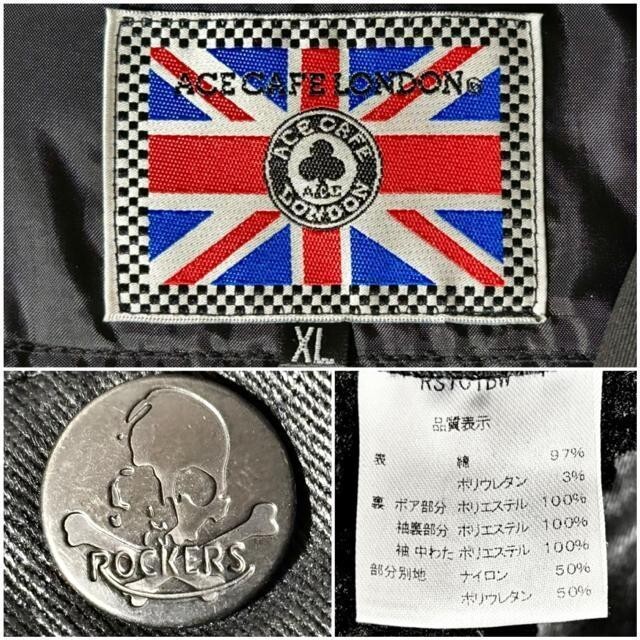 ACE CAFE LONDON®
ACE CAFE
A.C.E
LONDON
XL
ROCKERS
品質表示
表 綿 97%
ポリウレタン 3%
裏 ボア部分 ポリエステル 100%
袖裏部分 ポリエステル 100%
袖 中わた ポリエステル 100%
部分別地 ナイロン 50%
ポリウレタン 50%